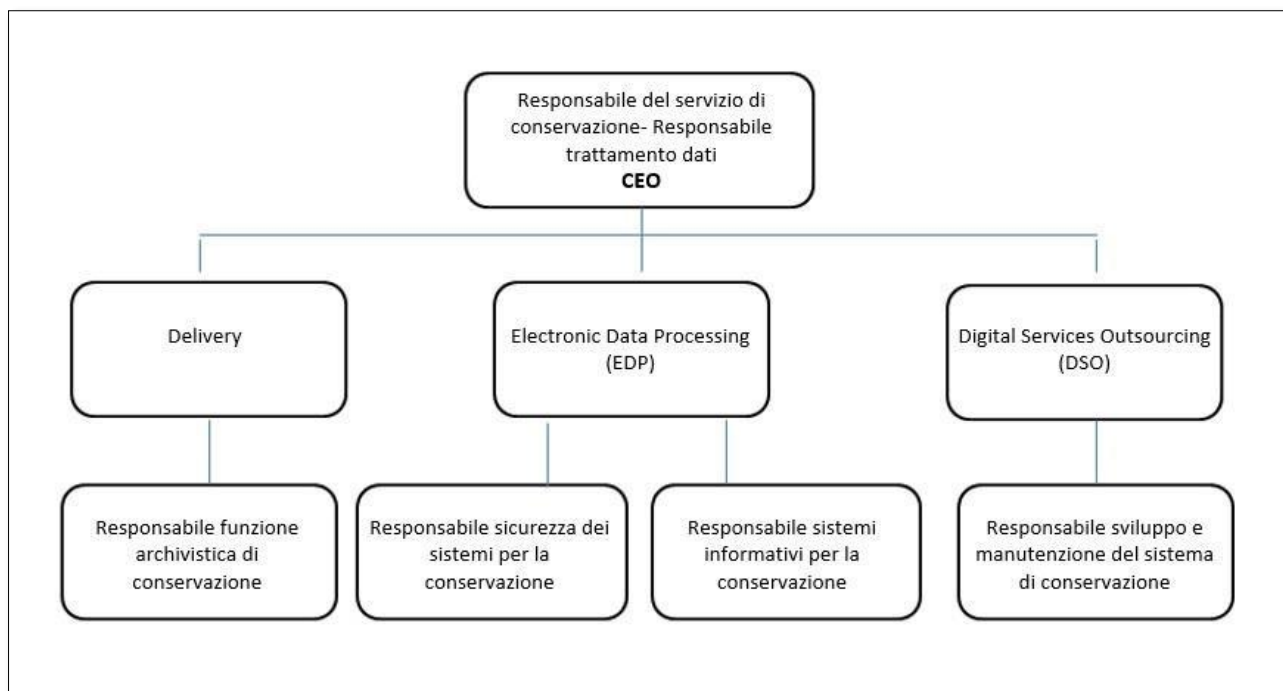 Responsabile del servizio di
conservazione- Responsabile
trattamento dati
CEO
Delivery
Electronic Data Processing
(EDP)
Digital Services Outsourcing
(DSO)
Responsabile funzione
archivistica di
conservazione
Responsabile sicurezza dei
sistemi per la
conservazione
Responsabile sistemi
informativi per la
conservazione
Responsabile sviluppo e
manutenzione del sistema
di conservazione